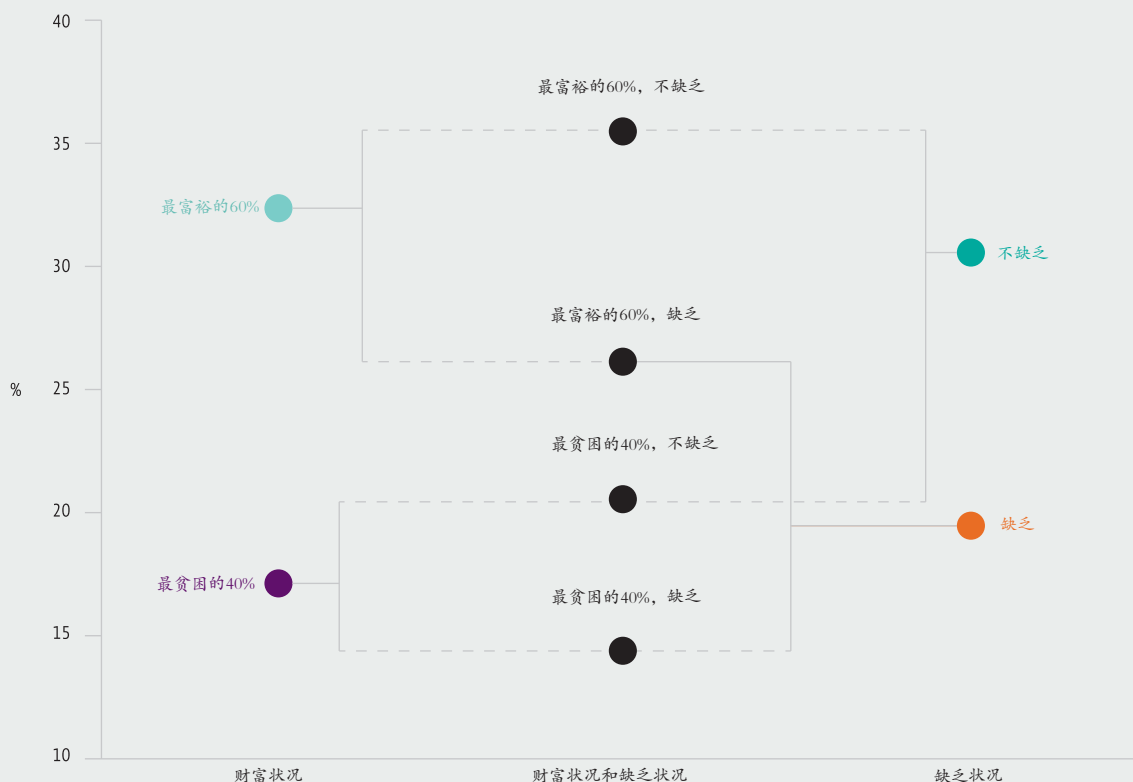 40
最富裕的60%，不缺乏
35
最富裕的60%
30
不缺乏
最富裕的60%，缺乏
%
25
最贫困的40%，不缺乏
20
缺乏
最贫困的40%
最贫困的40%，缺乏
15
10
财富状况
财富状况和缺乏状况
缺乏状况